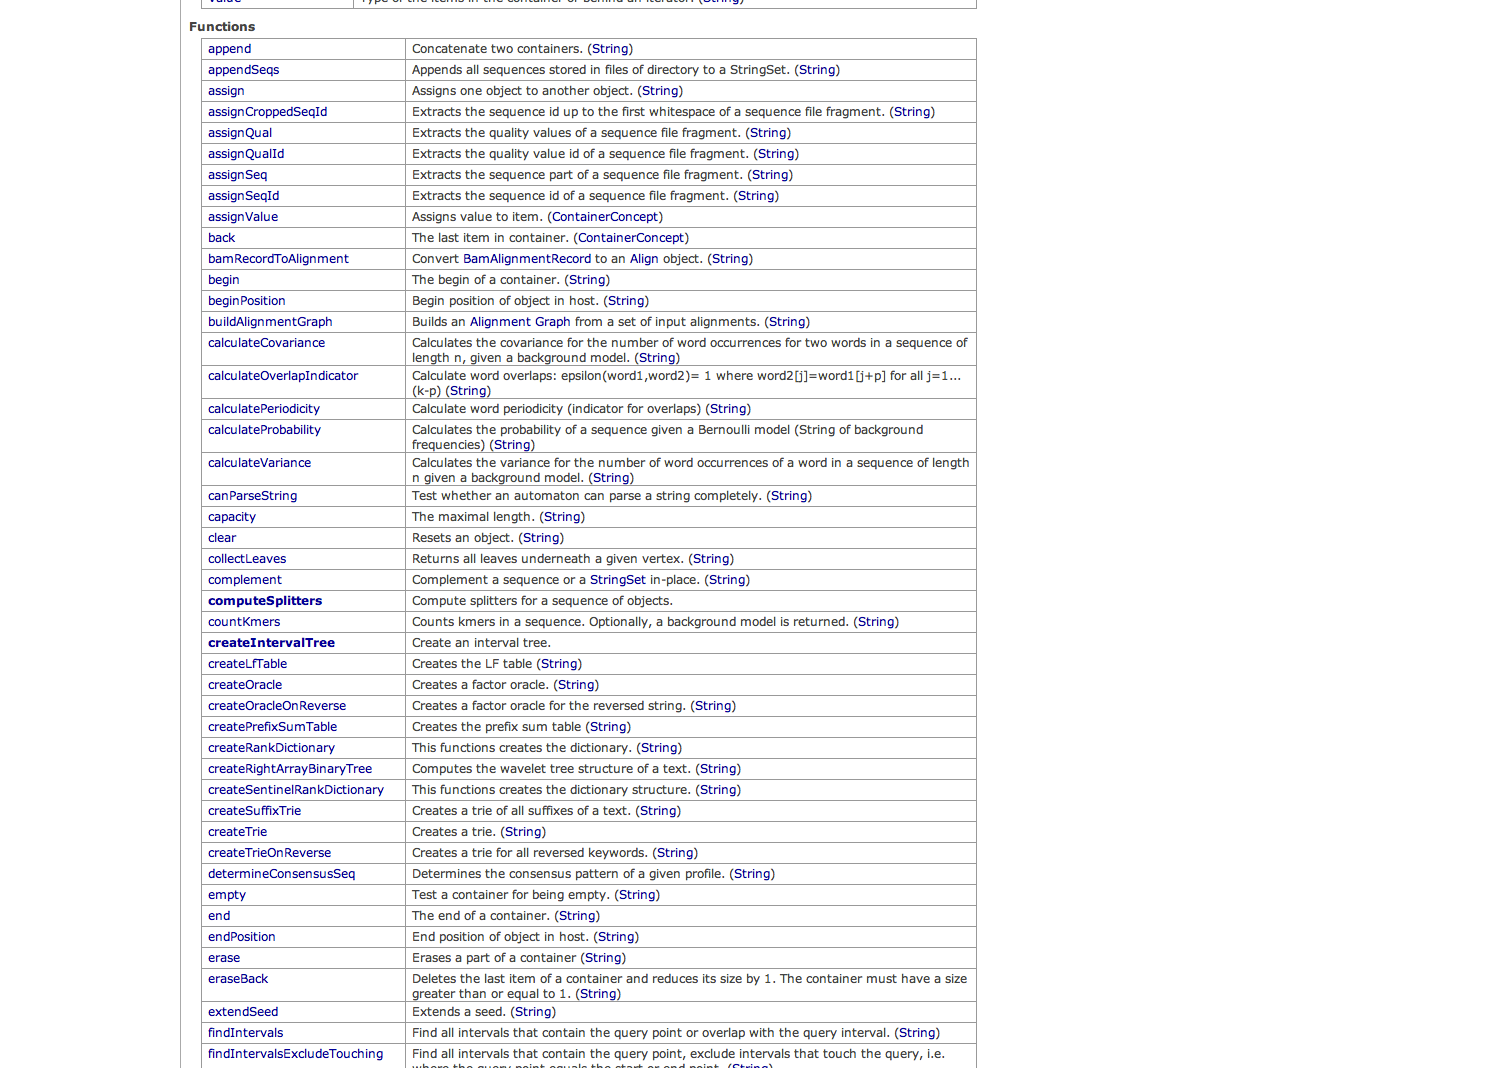 value Type of the items in the container or behind an iterator. (String)
Functions
append Concatenate two containers. (String)
appendSeqs Appends all sequences stored in files of directory to a StringSet. (String)
assign Assigns one object to another object. (String)
assignCroppedSeqId Extracts the sequence id up to the first whitespace of a sequence file fragment. (String)
assignQual Extracts the quality values of a sequence file fragment. (String)
assignQualId Extracts the quality value id of a sequence file fragment. (String)
assignSeq Extracts the sequence part of a sequence file fragment. (String)
assignSeqId Extracts the sequence id of a sequence file fragment. (String)
assignValue Assigns value to item. (ContainerConcept)
back The last item in container. (ContainerConcept)
bamRecordToAlignment Convert BamAlignmentRecord to an Align object. (String)
begin The begin of a container. (String)
beginPosition Begin position of object in host. (String)
buildAlignmentGraph Builds an Alignment Graph from a set of input alignments. (String)
calculateCovariance Calculates the covariance for the number of word occurrences for two words in a sequence of
length n, given a background model. (String)
calculateOverlapIndicator Calculate word overlaps: epsilon(word1,word2)= 1 where word2[j]=word1[j+p] for all j=1...
(k-p) (String)
calculatePeriodicity Calculate word periodicity (indicator for overlaps) (String)
calculateProbability Calculates the probability of a sequence given a Bernoulli model (String of background
frequencies) (String)
calculateVariance Calculates the variance for the number of word occurrences of a word in a sequence of length
n given a background model. (String)
canParseString Test whether an automaton can parse a string completely. (String)
capacity The maximal length. (String)
clear Resets an object. (String)
collectLeaves Returns all leaves underneath a given vertex. (String)
complement Complement a sequence or a StringSet in-place. (String)
computeSplitters Compute splitters for a sequence of objects.
countKmers Counts kmers in a sequence. Optionally, a background model is returned. (String)
createIntervalTree Create an interval tree.
createLfTable Creates the LF table (String)
createOracle Creates a factor oracle. (String)
createOracleOnReverse Creates a factor oracle for the reversed string. (String)
createPrefixSumTable Creates the prefix sum table (String)
createRankDictionary This functions creates the dictionary. (String)
createRightArrayBinaryTree Computes the wavelet tree structure of a text. (String)
createSentinelRankDictionary This functions creates the dictionary structure. (String)
createSuffixTrie Creates a trie of all suffixes of a text. (String)
createTrie Creates a trie. (String)
createTrieOnReverse Creates a trie for all reversed keywords. (String)
determineConsensusSeq Determines the consensus pattern of a given profile. (String)
empty Test a container for being empty. (String)
end The end of a container. (String)
endPosition End position of object in host. (String)
erase Erases a part of a container (String)
eraseBack Deletes the last item of a container and reduces its size by 1. The container must have a size
greater than or equal to 1. (String)
extendSeed Extends a seed. (String)
findIntervals Find all intervals that contain the query point or overlap with the query interval. (String)
findIntervalsExcludeTouching Find all intervals that contain the query point, exclude intervals that touch the query, i.e.
where the query point equals the start or end point. (String)